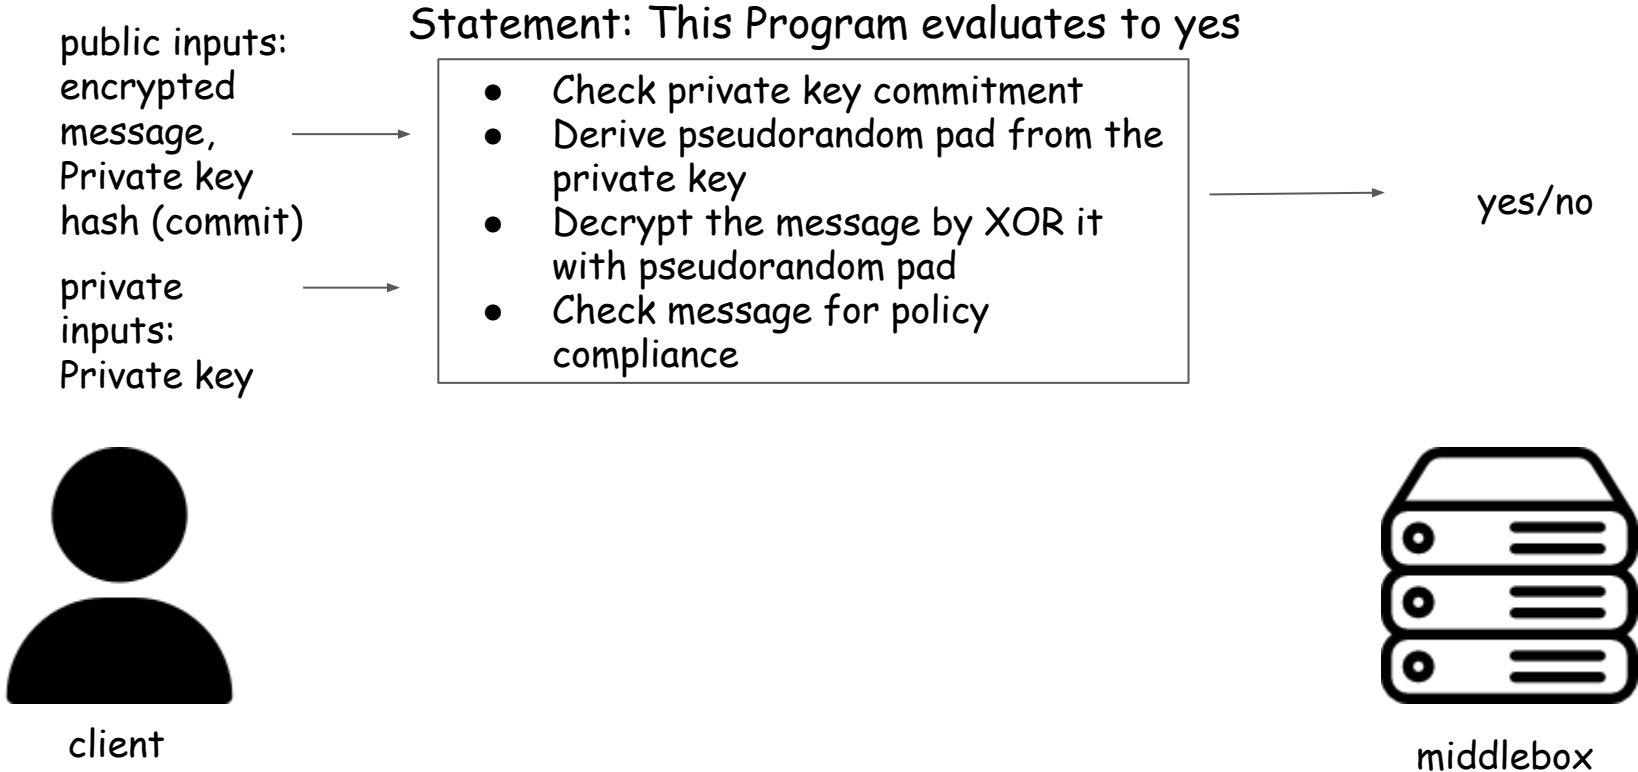 Statement: This Program evaluates to yes
public inputs:
encrypted
message,
Private key
hash (commit)
private
inputs:
Private key
● Check private key commitment
● Derive pseudorandom pad from the
private key
● Decrypt the message by XOR it
with pseudorandom pad
● Check message for policy
compliance
yes/no
client
middlebox